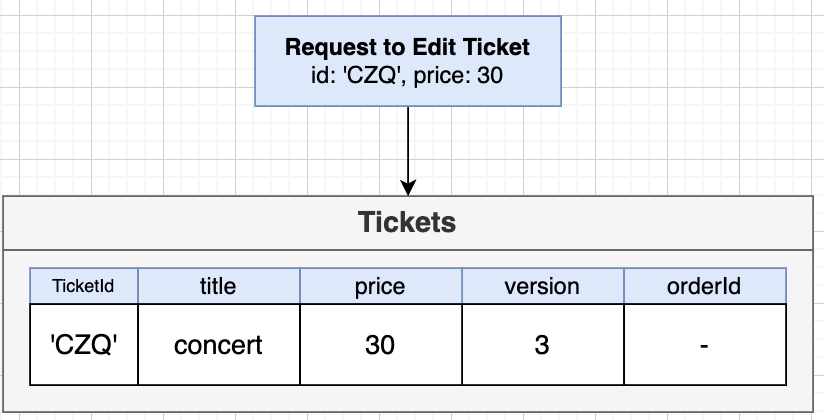 Request to Edit Ticket
id: 'CZQ', price: 30
Tickets
TicketId title price version orderId
'CZQ' concert 30 3 -